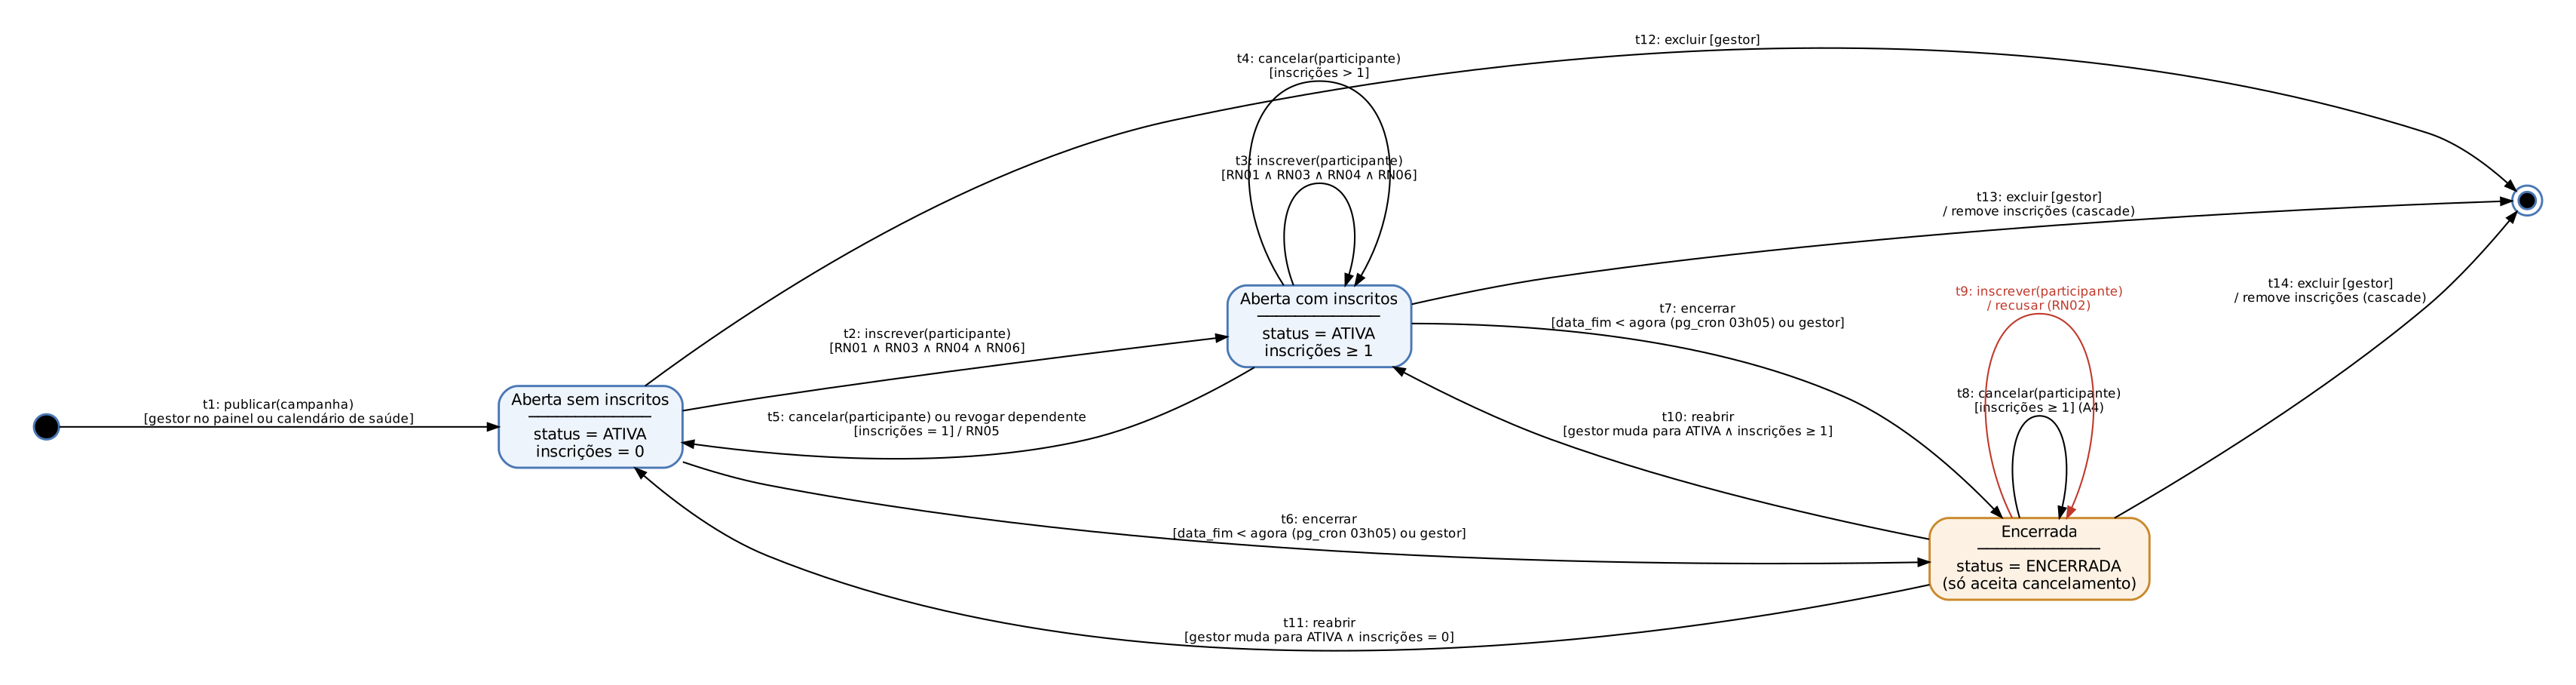 t12: excluir [gestor]
t4: cancelar(participante)
[inscrições > 1]
t3: inscrever(participante)
[RN01 ∧ RN03 ∧ RN04 ∧ RN06]
t13: excluir [gestor]
/ remove inscrições (cascade)
t14: excluir [gestor]
/ remove inscrições (cascade)
t9: inscrever(participante)
/ recusar (RN02)
Aberta com inscritos
status = ATIVA
inscrições ≥ 1
t7: encerrar
[data_fim < agora (pg_cron 03h05) ou gestor]
t2: inscrever(participante)
[RN01 ∧ RN03 ∧ RN04 ∧ RN06]
t1: publicar(campanha)
[gestor no painel ou calendário de saúde]
Aberta sem inscritos
status = ATIVA
inscrições = 0
t5: cancelar(participante) ou revogar dependente
[inscrições = 1] / RN05
t10: reabrir
[gestor muda para ATIVA ∧ inscrições ≥ 1]
t8: cancelar(participante)
[inscrições ≥ 1] (A4)
t6: encerrar
[data_fim < agora (pg_cron 03h05) ou gestor]
Encerrada
status = ENCERRADA
(só aceita cancelamento)
t11: reabrir
[gestor muda para ATIVA ∧ inscrições = 0]